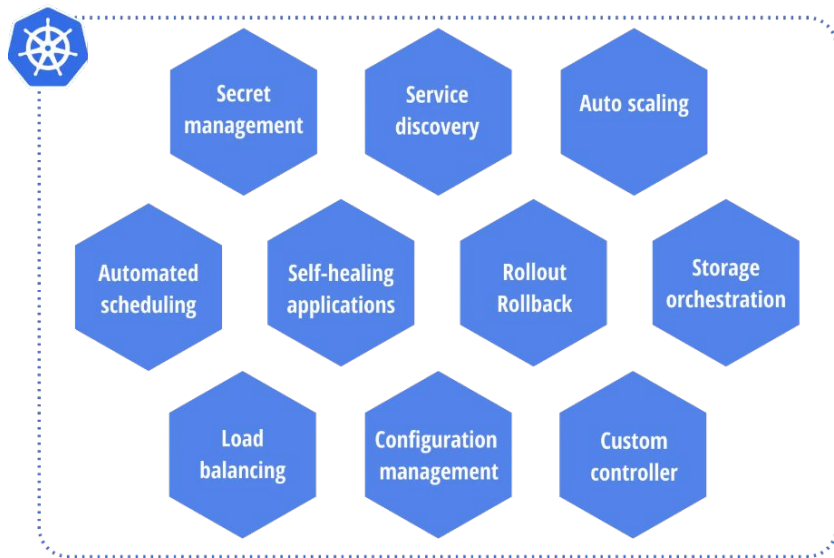 Secret
management
Service
discovery
Auto scaling
Automated
scheduling
Self-healing
applications
Rollout
Rollback
Storage
orchestration
Load
balancing
Configuration
management
Custom
controller